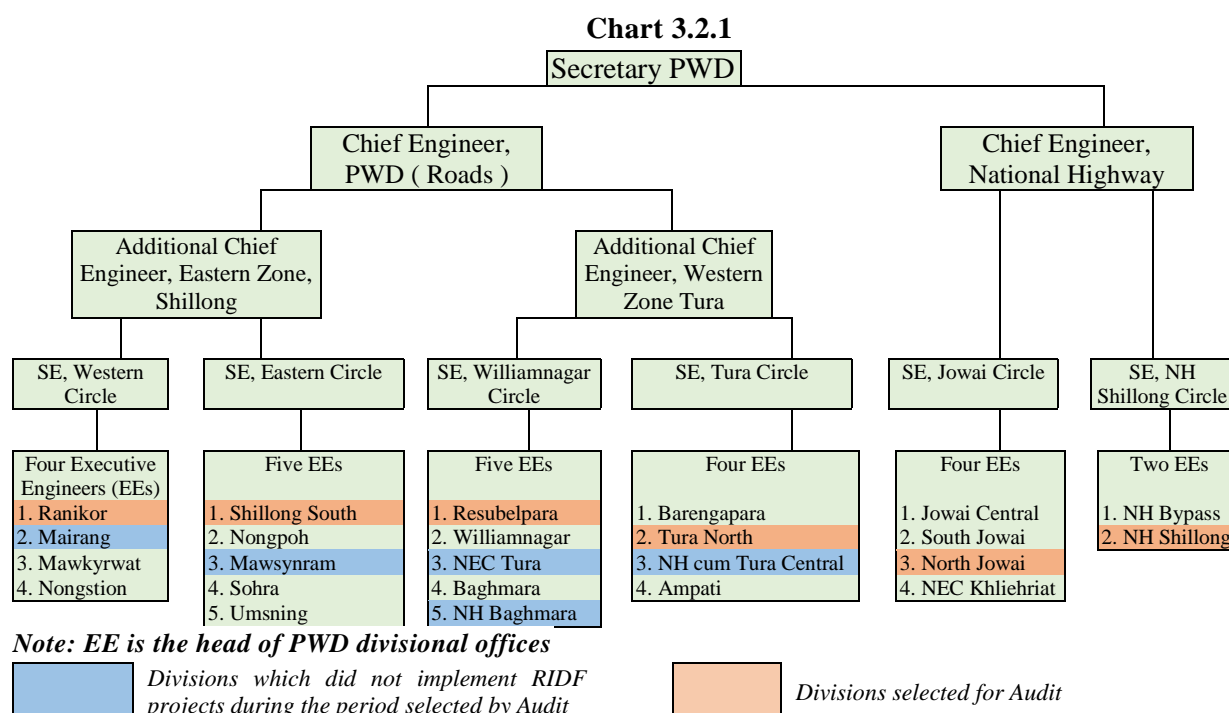 Chart 3.2.1
Secretary PWD
Chief Engineer,
PWD ( Roads )
Chief Engineer,
National Highway
Additional Chief
Engineer, Eastern Zone,
Shillong
Additional Chief
Engineer, Western
Zone Tura
SE, Western
Circle
SE, Eastern Circle
SE, Williamnagar
Circle
SE, Tura Circle
SE, Jowai Circle
SE, NH
Shillong Circle
Four Executive
Engineers (EEs)
1. Ranikor
2. Mairang
3. Mawkyrwat
4. Nongstion
Five EEs
1. Shillong South
2. Nongpoh
3. Mawsynram
4. Sohra
5. Umsning
Five EEs
1. Resubelpara
2. Williamnagar
3. NEC Tura
4. Baghmara
5. NH Baghmara
Four EEs
1. Barengapara
2. Tura North
3. NH cum Tura Central
4. Ampati
Four EEs
1. Jowai Central
2. South Jowai
3. North Jowai
4. NEC Khliehriat
Two EEs
1. NH Bypass
2. NH Shillong
Note: EE is the head of PWD divisional offices
Divisions which did not implement RIDF
projects during the period selected by Audit
Divisions selected for Audit